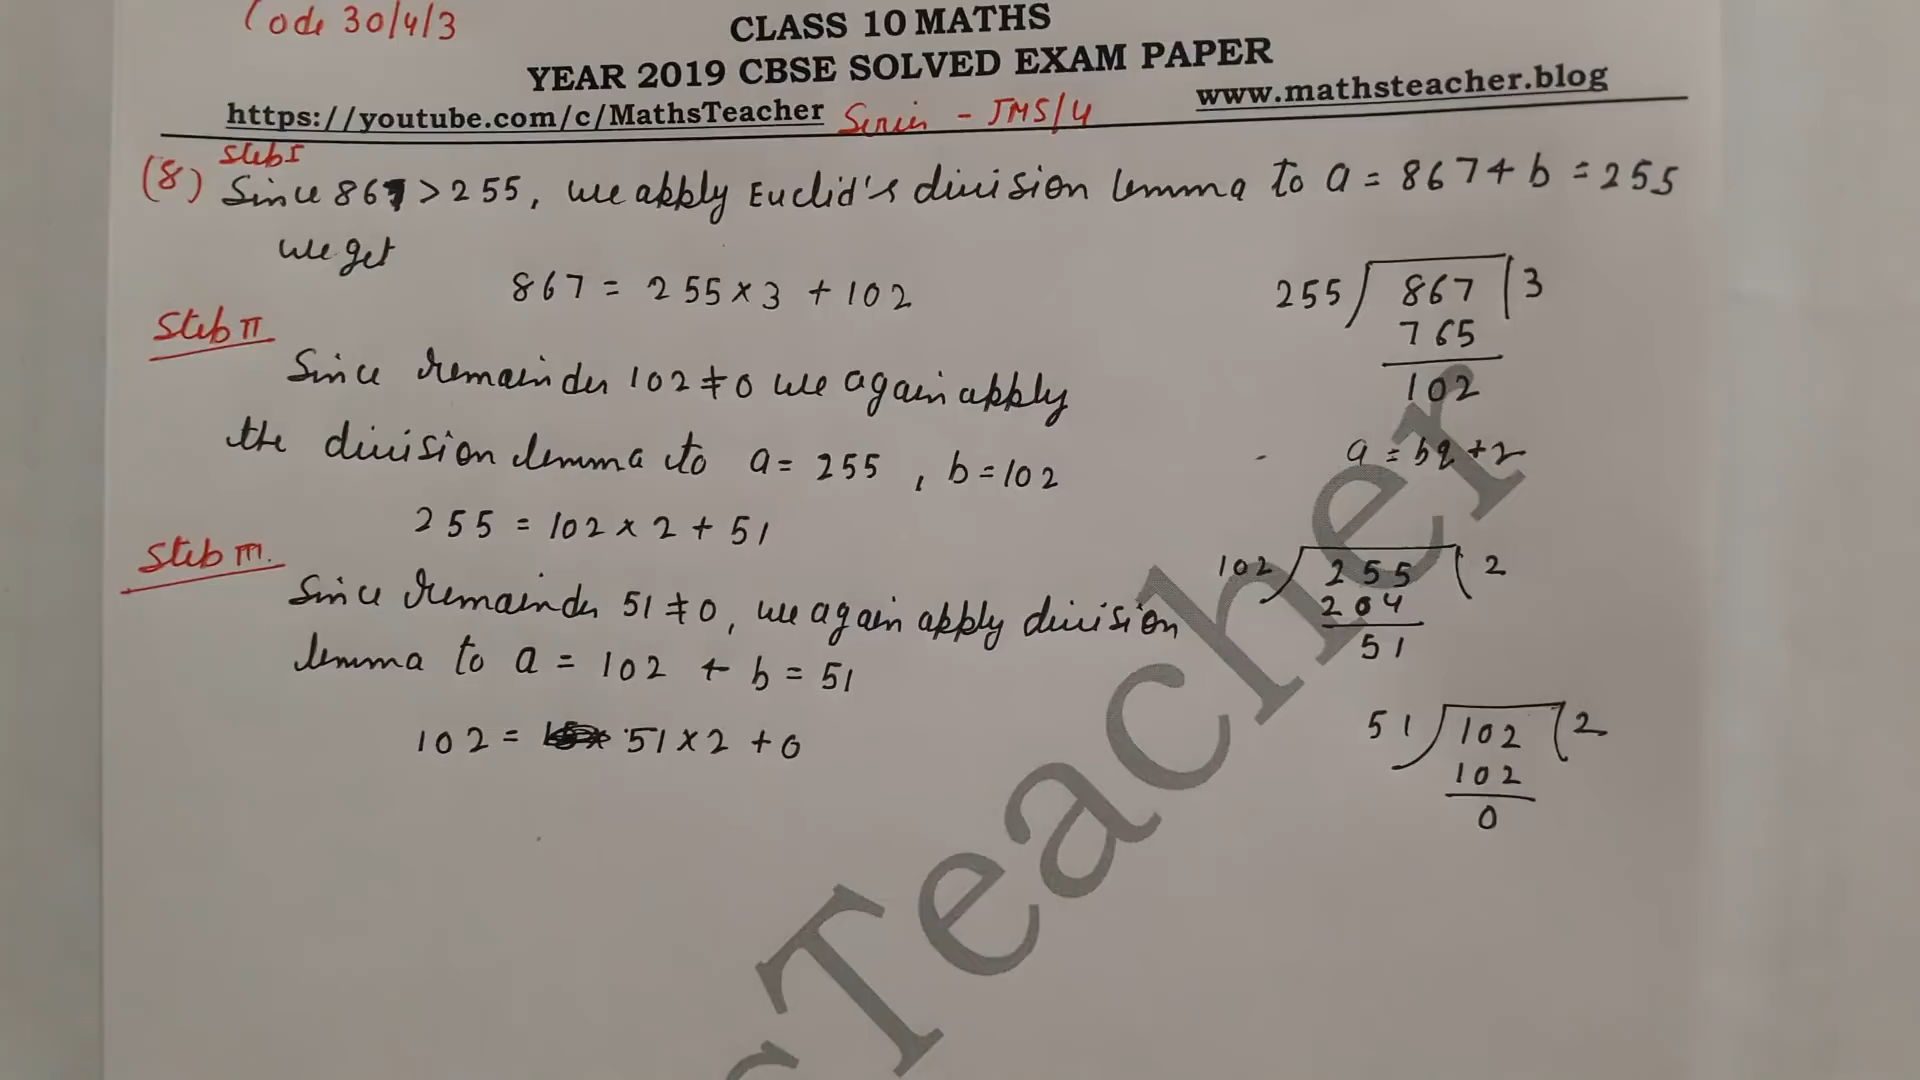 Code 30/4/3
CLASS 10 MATHS
YEAR 2019 CBSE SOLVED EXAM PAPER
https://youtube.com/c/MathsTeacher Series - JMS/4 www.mathsteacher.blog
Step I
(8) Since 867 > 255, we apply Euclid's division lemma to a = 867 + b = 255
we get
867 = 255 × 3 + 102
255 ) 867 ( 3
765
102
Step II
Since remainder 102 ≠ 0 we again apply
the division lemma to a = 255 , b = 102
a = bq + r
255 = 102 × 2 + 51
102 ) 255 ( 2
204
51
Step III.
Since remainder 51 ≠ 0, we again apply division
lemma to a = 102 + b = 51
102 = 51 × 2 + 0
51 ) 102 ( 2
102
0
rTeacher